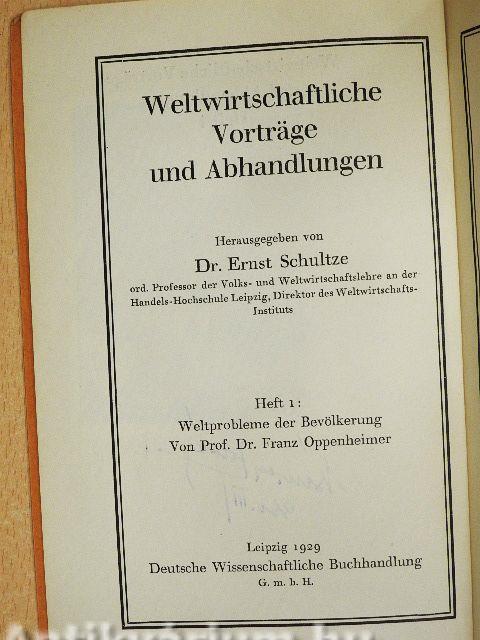 Weltwirtschaftliche
Vorträge
und Abhandlungen
Herausgegeben von
Dr. Ernst Schultze
ord. Professor der Volks- und Weltwirtschaftslehre an der
Handels-Hochschule Leipzig, Direktor des Weltwirtschafts-
Instituts
Heft 1:
Weltprobleme der Bevölkerung
Von Prof. Dr. Franz Oppenheimer
Leipzig 1929
Deutsche Wissenschaftliche Buchhandlung
G. m. b. H.
Antikvárium.hu